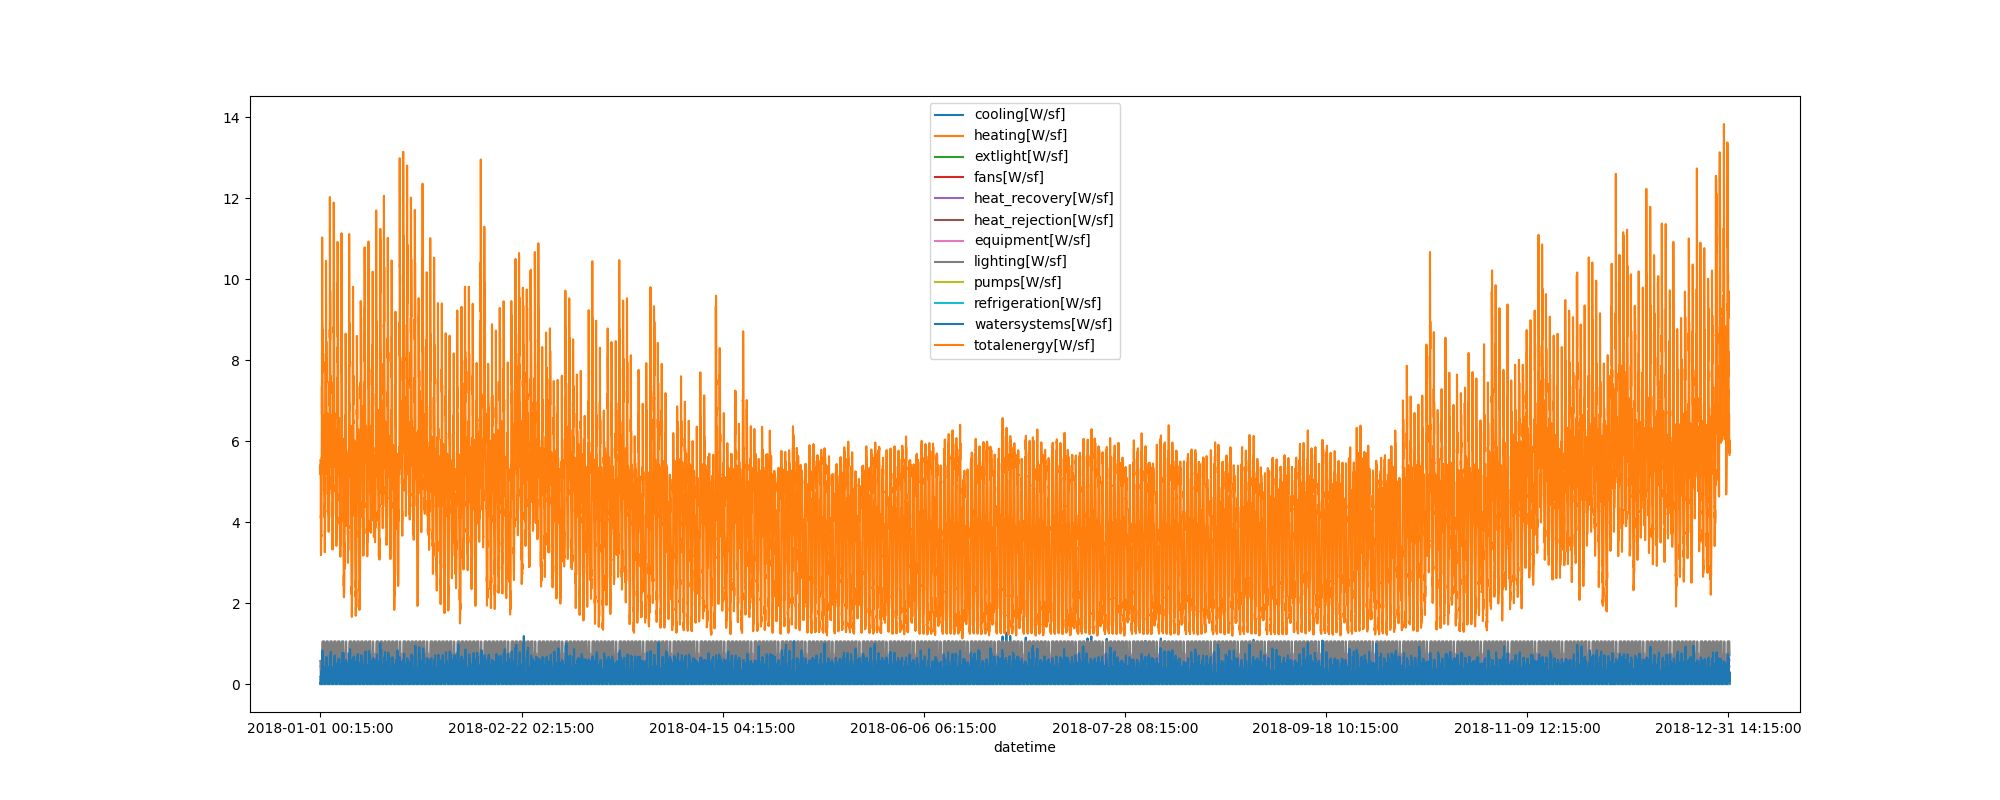 14
12
10
8
6
4
2
0
cooling[W/sf]
heating[W/sf]
extlight[W/sf]
fans[W/sf]
heat_recovery[W/sf]
heat_rejection[W/sf]
equipment[W/sf]
lighting[W/sf]
pumps[W/sf]
refrigeration[W/sf]
watersystems[W/sf]
totalenergy[W/sf]
2018-01-01 00:15:00 2018-02-22 02:15:00 2018-04-15 04:15:00 2018-06-06 06:15:00 2018-07-28 08:15:00 2018-09-18 10:15:00 2018-11-09 12:15:00 2018-12-31 14:15:00
datetime